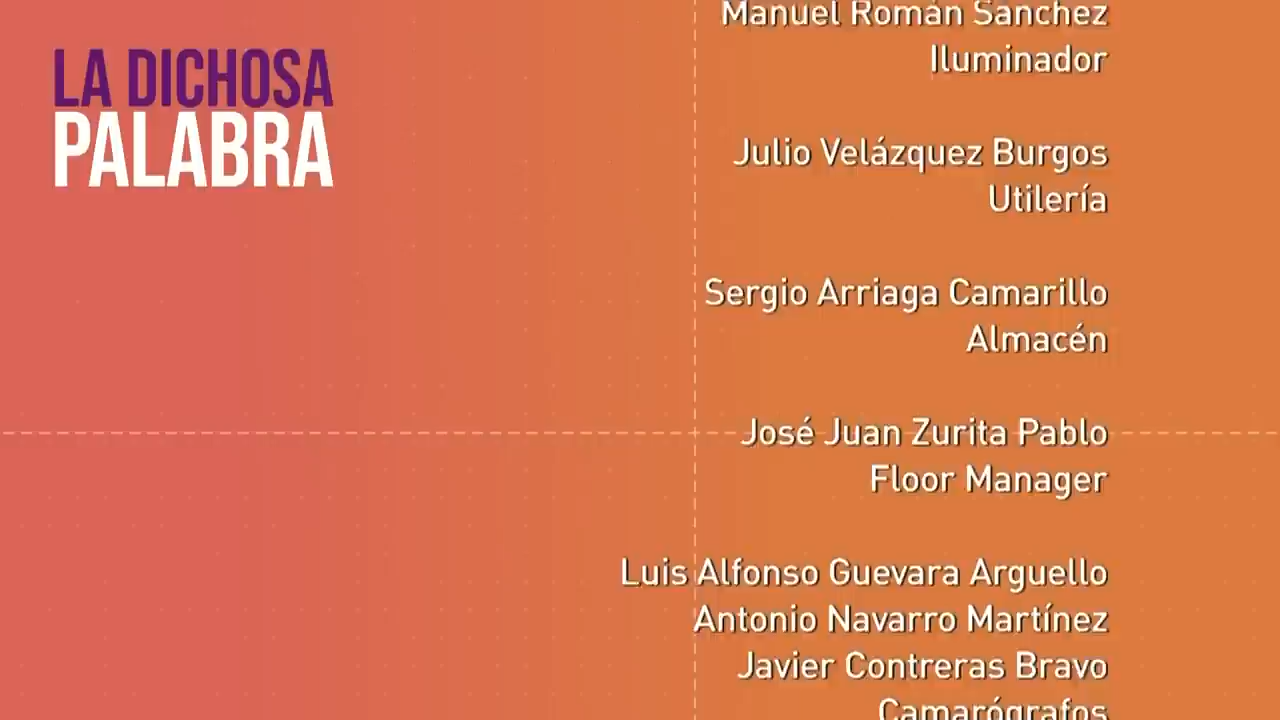 LA DICHOSA
PALABRA
Manuel Román Sánchez
Iluminador
Julio Velázquez Burgos
Utilería
Sergio Arriaga Camarillo
Almacén
José Juan Zurita Pablo
Floor Manager
Luis Alfonso Guevara Arguello
Antonio Navarro Martínez
Javier Contreras Bravo
Camarógrafos